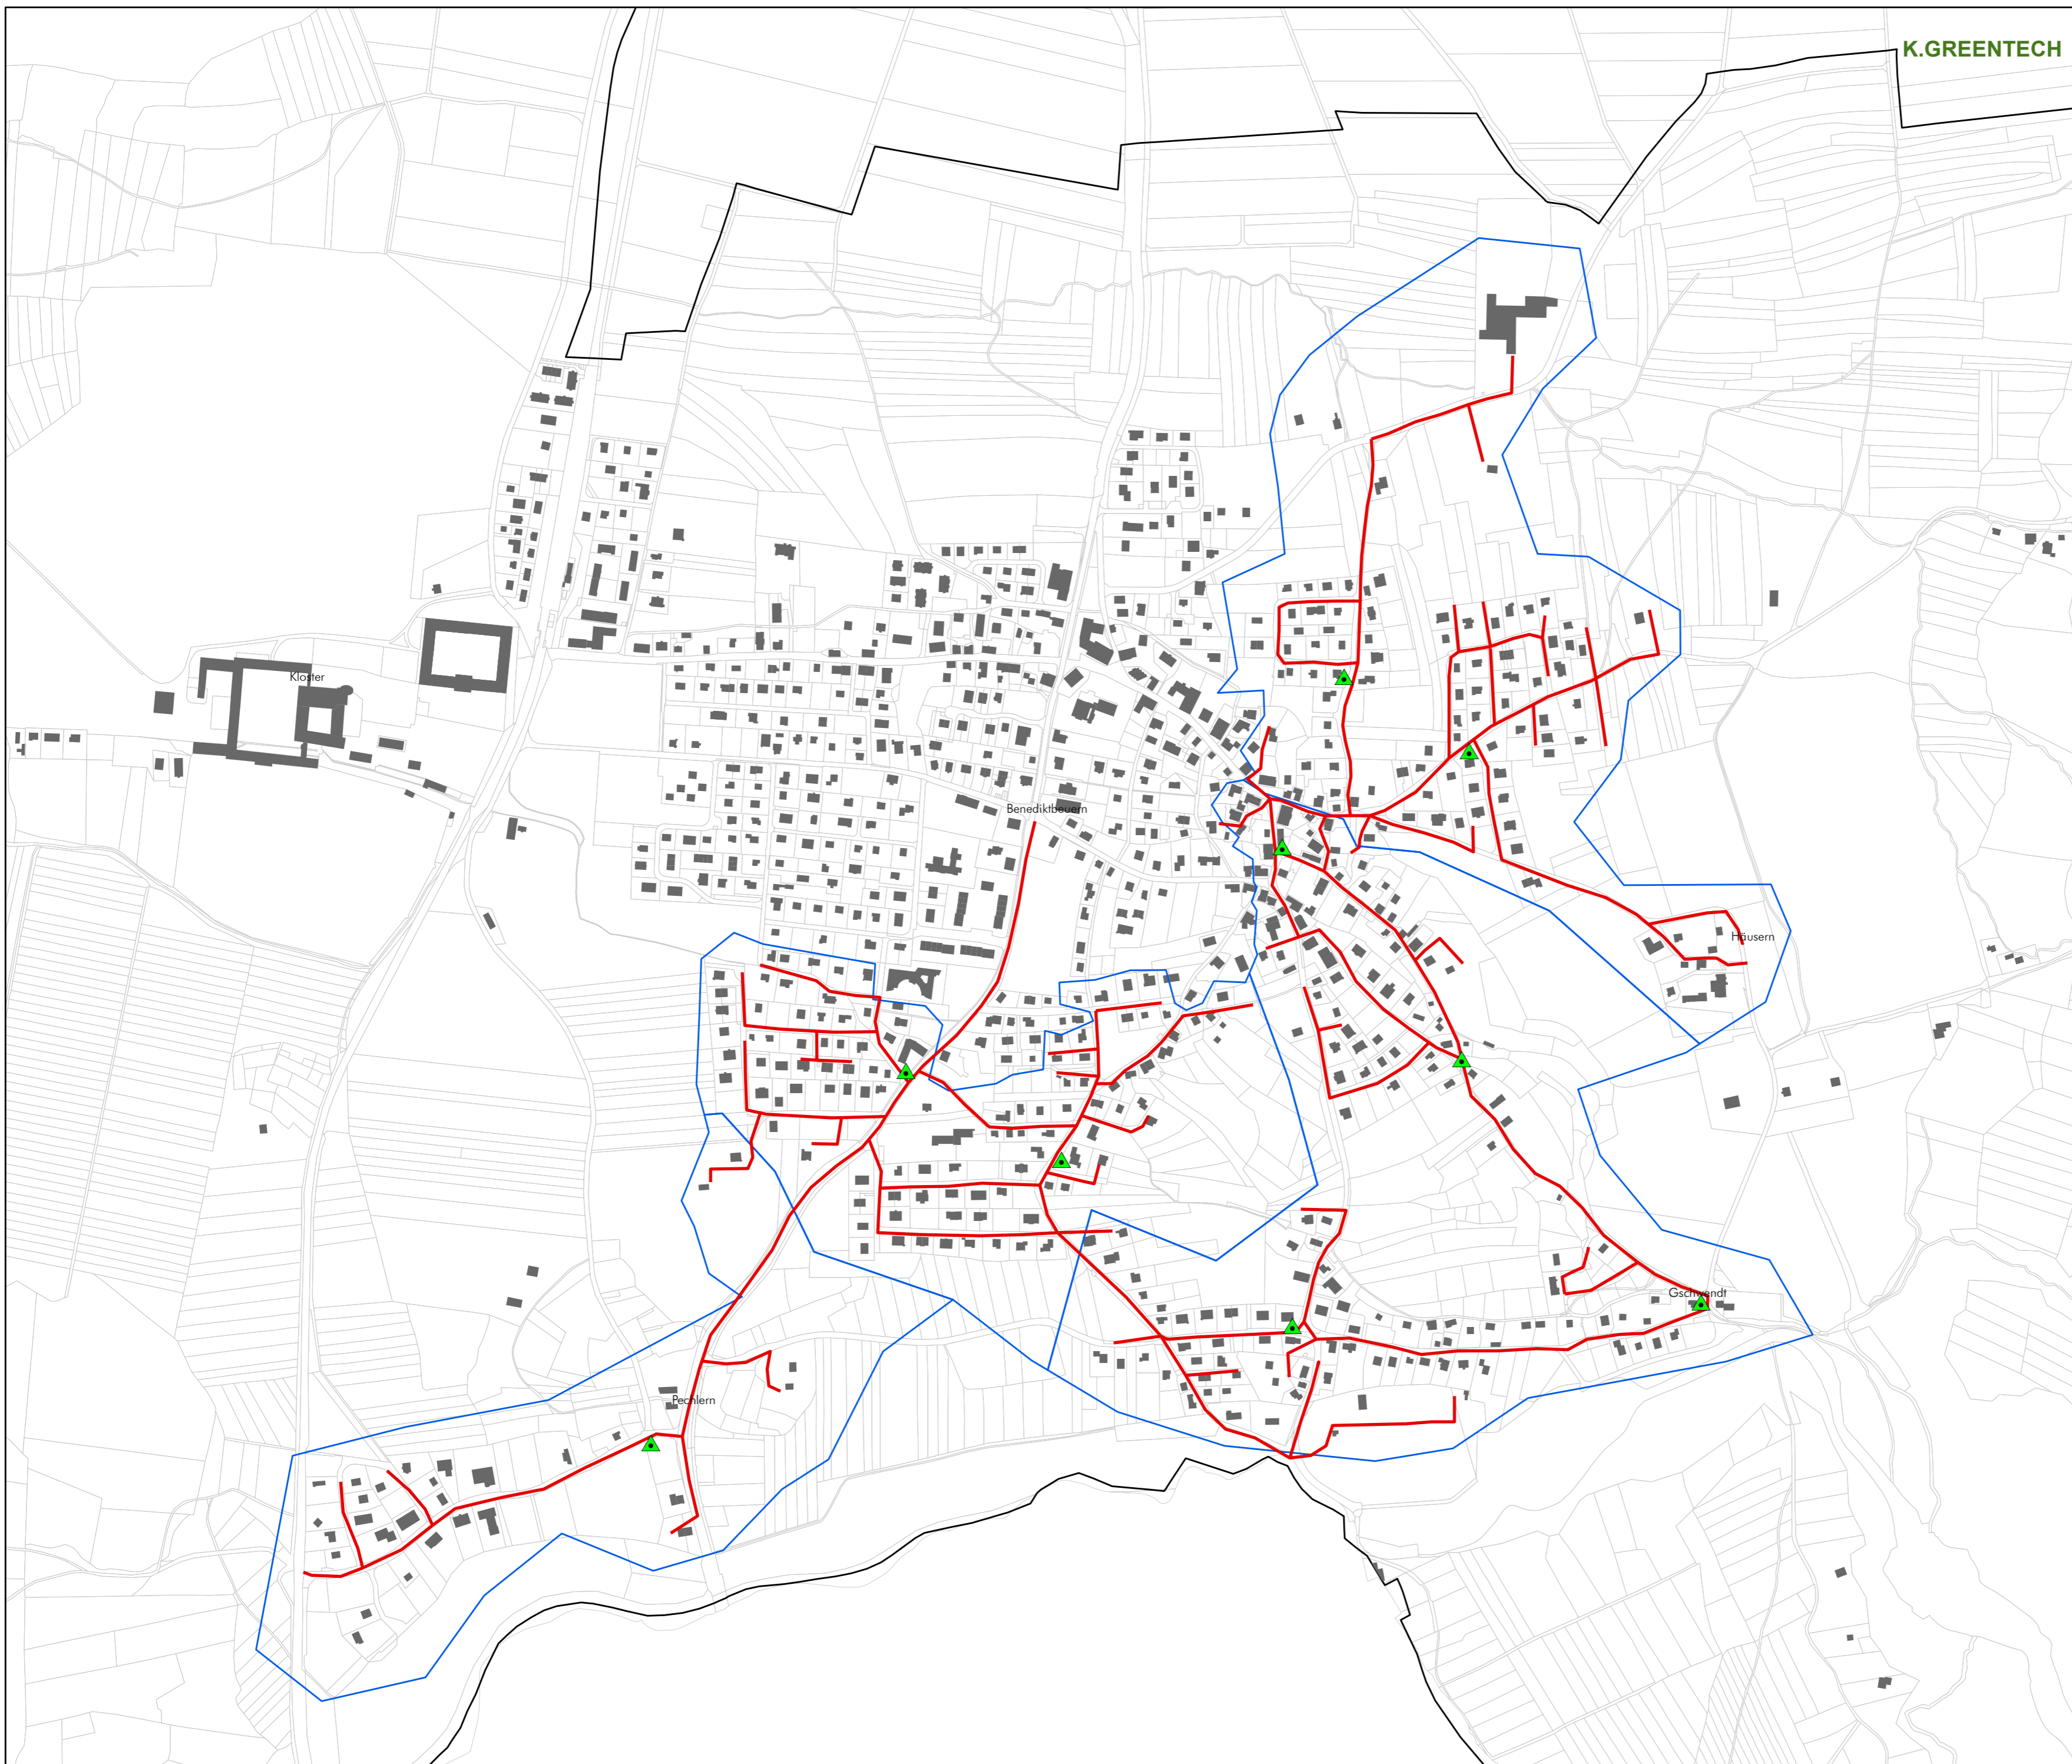 K.GREENTECH
Kloster
Benediktbeuern
Häusern
Gschwendt
Pechlern